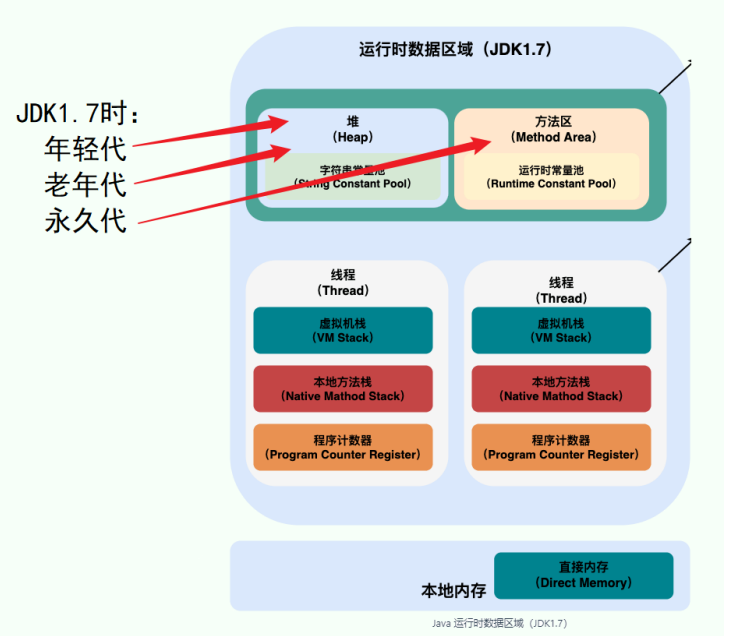 运行时数据区域（JDK1.7）
JDK1.7时：
年轻代
老年代
永久代
堆
（Heap）
字符串常量池
（String Constant Pool）
方法区
（Method Area）
运行时常量池
（Runtime Constant Pool）
线程
（Thread）
虚拟机栈
（VM Stack）
本地方法栈
（Native Mathod Stack）
程序计数器
（Program Counter Register）
线程
（Thread）
虚拟机栈
（VM Stack）
本地方法栈
（Native Mathod Stack）
程序计数器
（Program Counter Register）
本地内存
直接内存
（Direct Memory）
Java 运行时数据区域（JDK1.7）